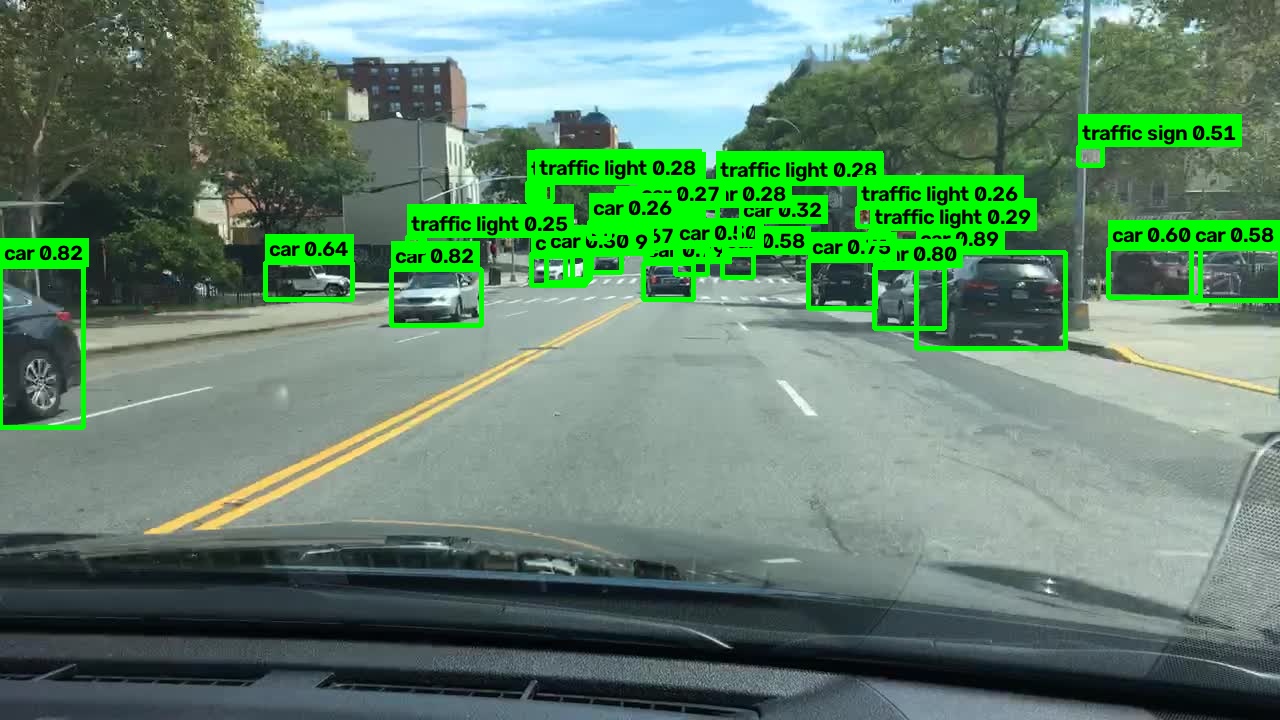 traffic sign 0.51
traffic light 0.28
traffic light 0.28
car 0.27
0.28
traffic light 0.26
car 0.26
car 0.32
traffic light 0.25
traffic light 0.29
car 0.60
car 0.58
car 0.50
0.58
0.89
car 0.82
car 0.64
car 0.82
car 0.75
0.80